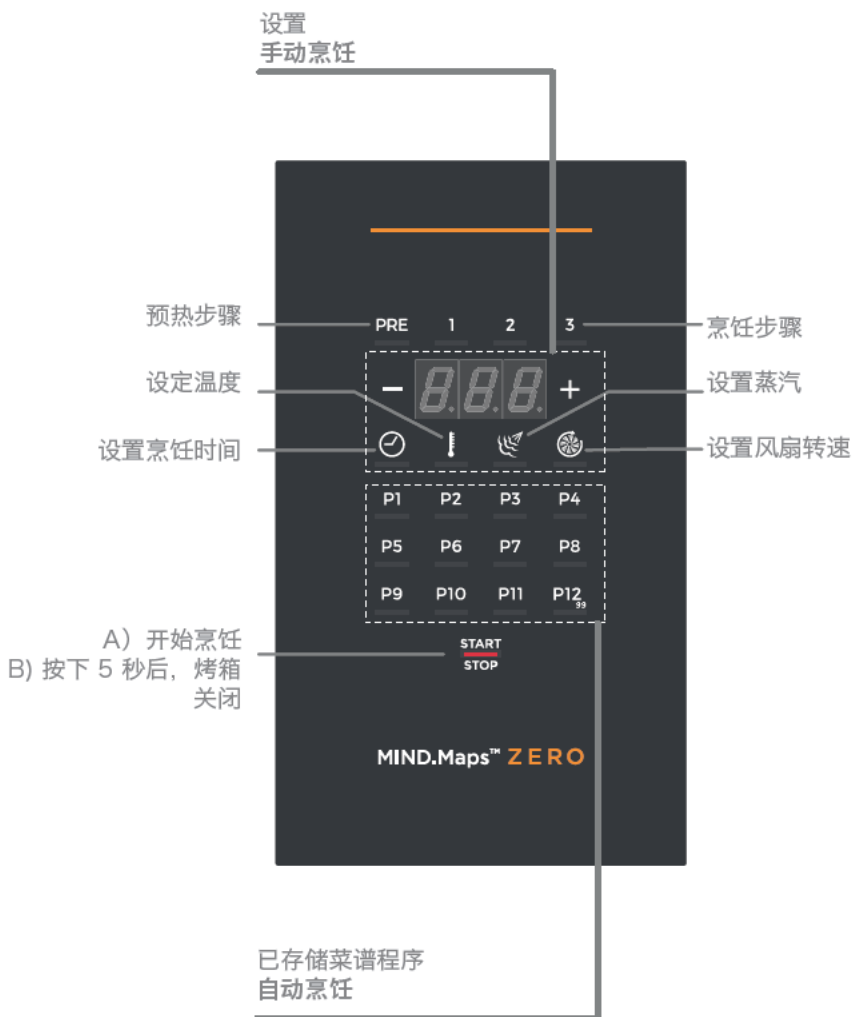 设置
手动烹饪
预热步骤
PRE 1 2 3
烹饪步骤
设定温度
− 8.8.8. +
设置蒸汽
设置烹饪时间
设置风扇转速
P1 P2 P3 P4
P5 P6 P7 P8
P9 P10 P11 P12 99
A）开始烹饪
B) 按下 5 秒后，烤箱
关闭
START
STOP
MIND.Maps™ ZERO
已存储菜谱程序
自动烹饪